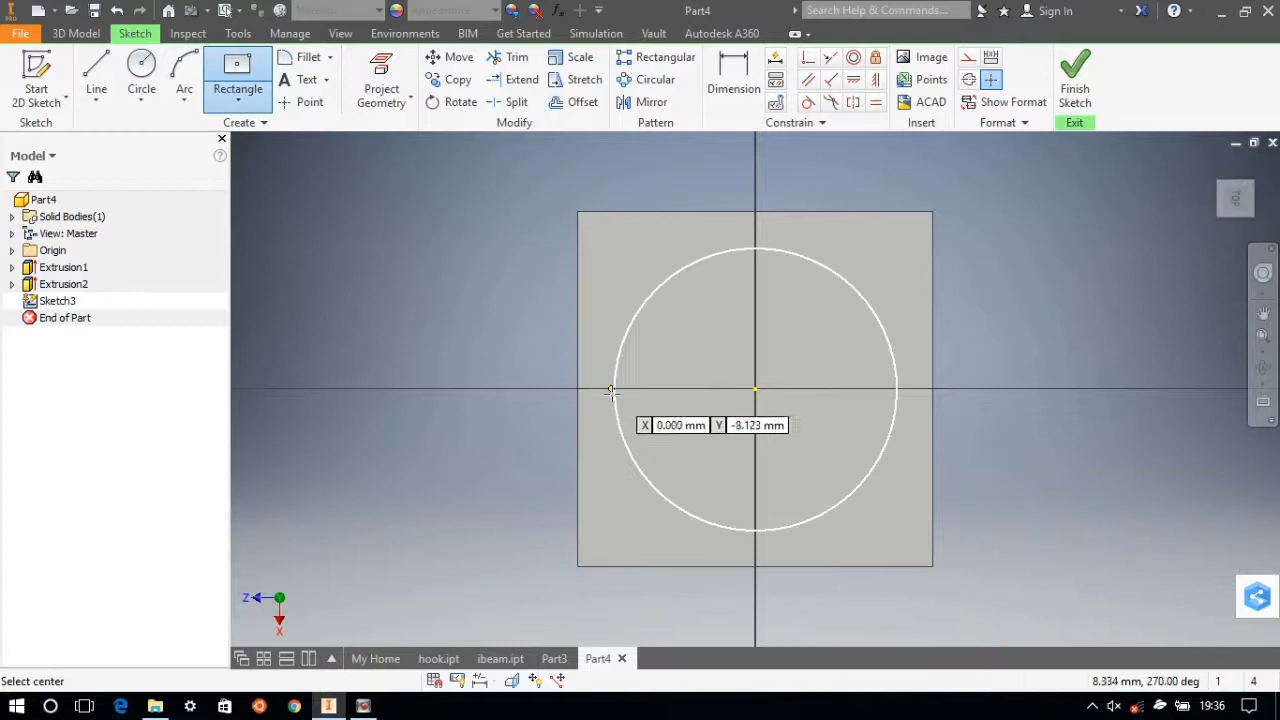 PRO Material Appearance Part4 Search Help & Commands... Sign In
File 3D Model Sketch Inspect Tools Manage View Environments BIM Get Started Simulation Vault Autodesk A360
Start 2D Sketch Line Circle Arc Rectangle Fillet Text Point Project Geometry Move Copy Rotate Trim Extend Split Scale Stretch Offset Rectangular Circular Mirror Dimension Image Points ACAD Show Format Finish Sketch
Sketch Create Modify Pattern Constrain Insert Format Exit
Model
Part4
Solid Bodies(1)
View: Master
Origin
Extrusion1
Extrusion2
Sketch3
End of Part
TOP
X 0.000 mm Y -8.123 mm
Z
X
My Home hook.ipt ibeam.ipt Part3 Part4
Select center 8.334 mm, 270.00 deg 1 4
19:36